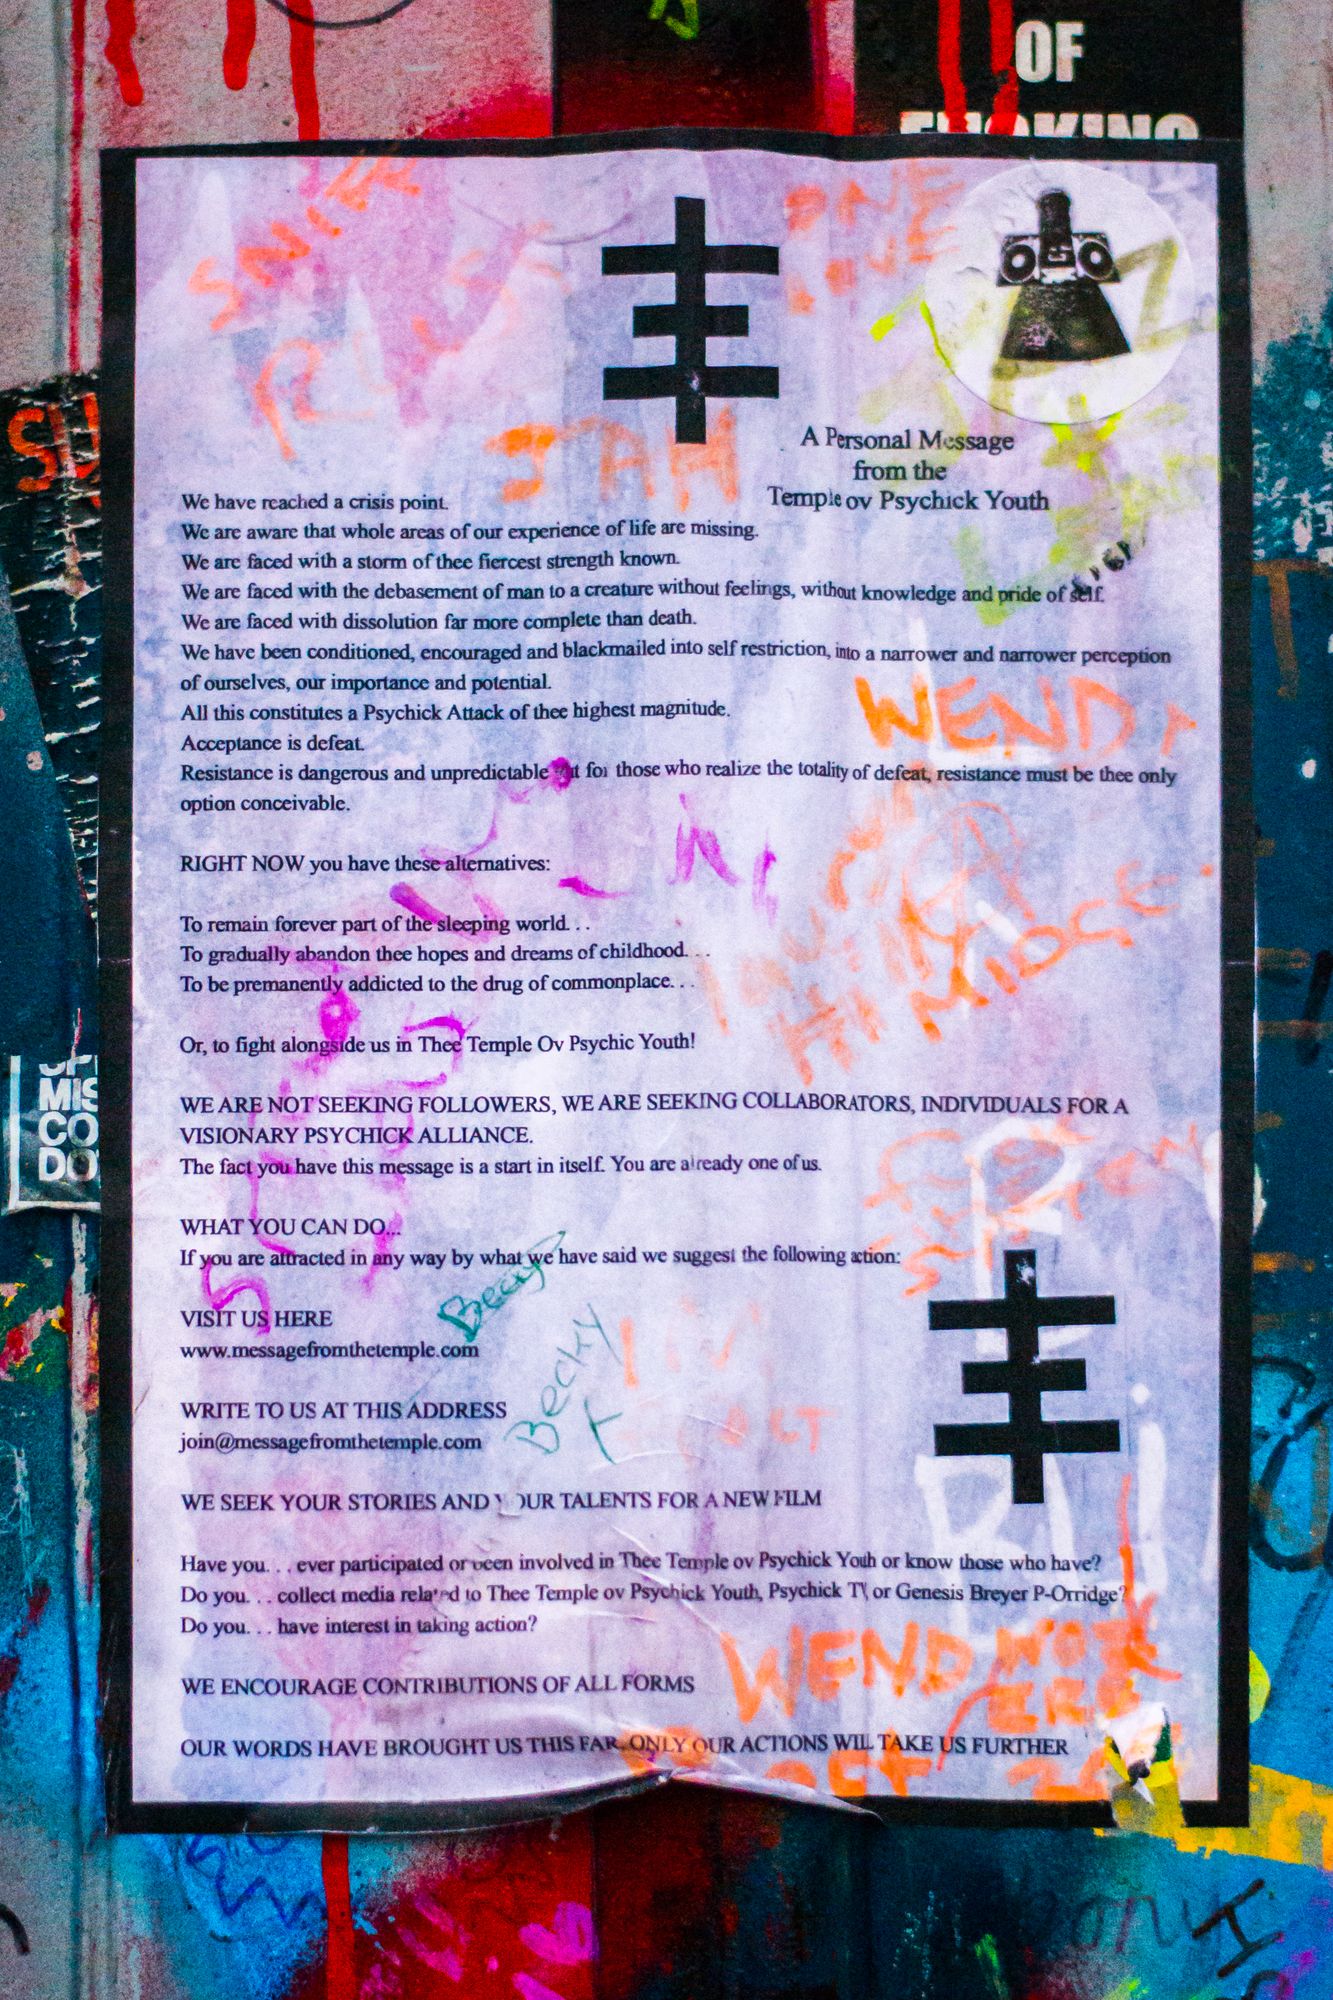 OF
FUCKING
SNIER
ONE
JAH
A Personal Message
from the
Temple ov Psychick Youth
We have reached a crisis point.
We are aware that whole areas of our experience of life are missing.
We are faced with a storm of thee fiercest strength known.
We are faced with the debasement of man to a creature without feelings, without knowledge and pride of self.
We are faced with dissolution far more complete than death.
We have been conditioned, encouraged and blackmailed into self restriction, into a narrower and narrower perception
of ourselves, our importance and potential.
WEND
All this constitutes a Psychick Attack of thee highest magnitude.
Acceptance is defeat.
Resistance is dangerous and unpredictable but for those who realize the totality of defeat, resistance must be thee only
option conceivable.
RIGHT NOW you have these alternatives:
To remain forever part of the sleeping world. . .
To gradually abandon thee hopes and dreams of childhood. . .
To be premanently addicted to the drug of commonplace. . .
Or, to fight alongside us in Thee Temple Ov Psychic Youth!
MIS
CO
DO
WE ARE NOT SEEKING FOLLOWERS, WE ARE SEEKING COLLABORATORS, INDIVIDUALS FOR A
VISIONARY PSYCHICK ALLIANCE.
The fact you have this message is a start in itself. You are already one of us.
WHAT YOU CAN DO...
If you are attracted in any way by what we have said we suggest the following action:
Becky
VISIT US HERE
www.messagefromthetemple.com
Becky
T
WRITE TO US AT THIS ADDRESS
join@messagefromthetemple.com
WE SEEK YOUR STORIES AND YOUR TALENTS FOR A NEW FILM
Have you. . . ever participated or been involved in Thee Temple ov Psychick Youth or know those who have?
Do you. . . collect media related to Thee Temple ov Psychick Youth, Psychick TV, or Genesis Breyer P-Orridge?
Do you. . . have interest in taking action?
WEND WOZ
ERE
WE ENCOURAGE CONTRIBUTIONS OF ALL FORMS
OUR WORDS HAVE BROUGHT US THIS FAR, ONLY OUR ACTIONS WILL TAKE US FURTHER